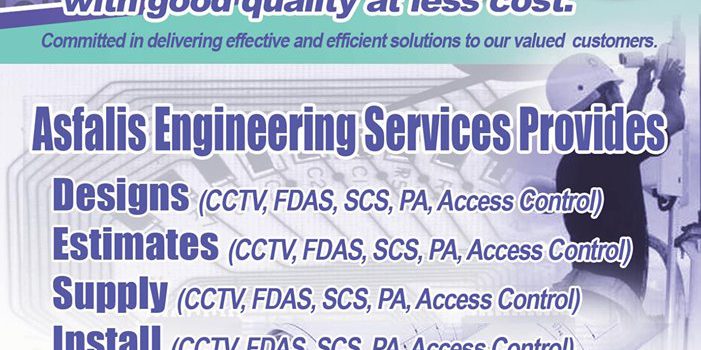 with good quality at less cost.
Committed in delivering effective and efficient solutions to our valued customers.
Asfalis Engineering Services Provides
Designs (CCTV, FDAS, SCS, PA, Access Control)
Estimates (CCTV, FDAS, SCS, PA, Access Control)
Supply (CCTV, FDAS, SCS, PA, Access Control)
Install (CCTV, FDAS, SCS, PA, Access Control)